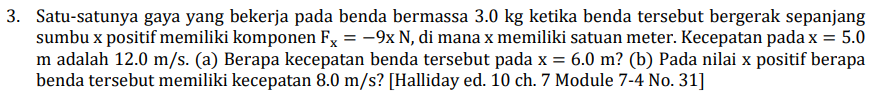 3. Satu-satunya gaya yang bekerja pada benda bermassa 3.0 kg ketika benda tersebut bergerak sepanjang
sumbu x positif memiliki komponen Fₓ = −9x N, di mana x memiliki satuan meter. Kecepatan pada x = 5.0
m adalah 12.0 m/s. (a) Berapa kecepatan benda tersebut pada x = 6.0 m? (b) Pada nilai x positif berapa
benda tersebut memiliki kecepatan 8.0 m/s? [Halliday ed. 10 ch. 7 Module 7-4 No. 31]